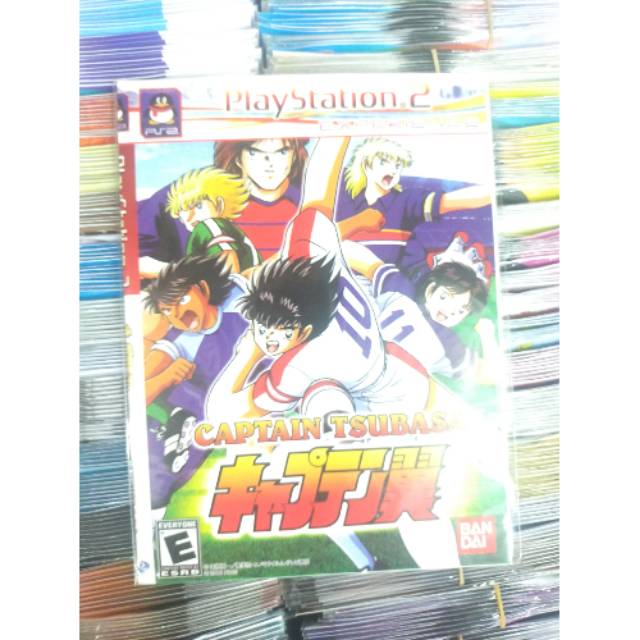 PlayStation 2
PS2
10
11
CAPTAIN TSUBASA
キャプテン翼
EVERYONE
E
ESRB
BAN
DAI